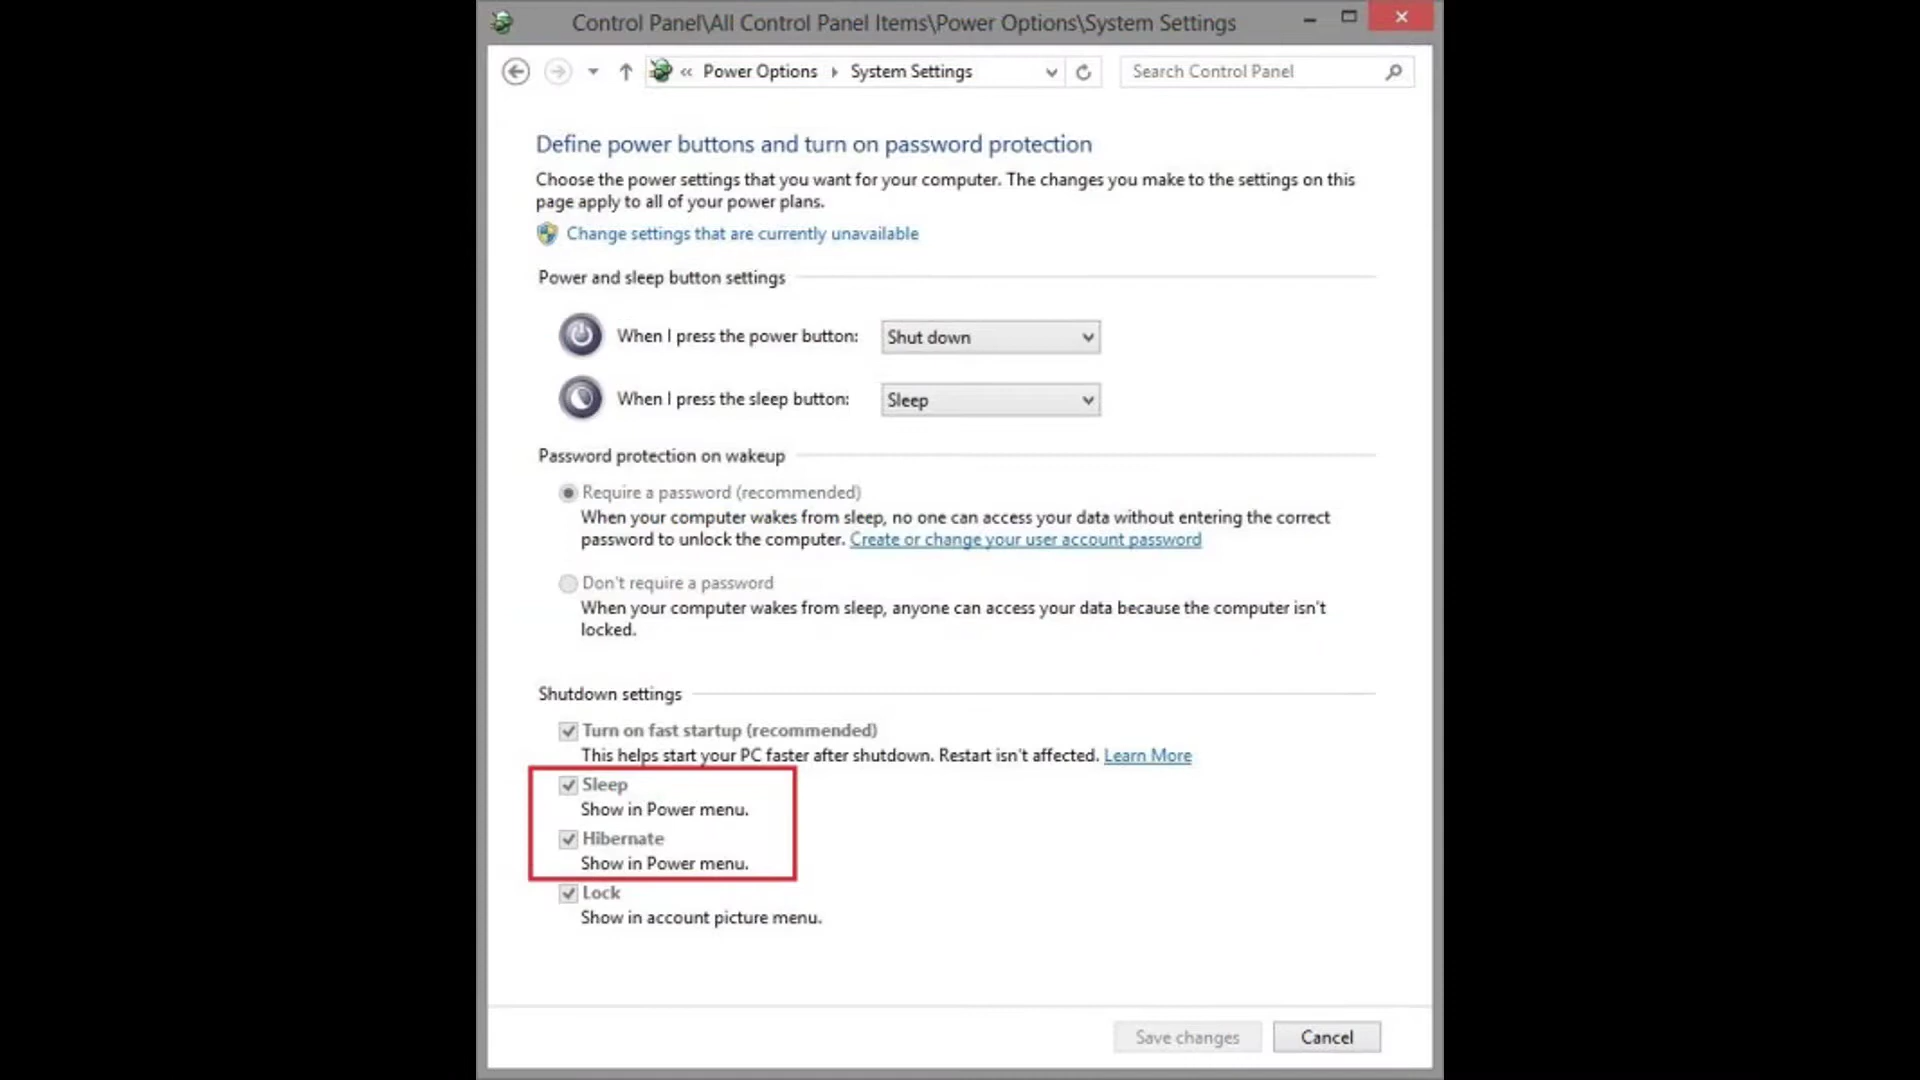 Control Panel\All Control Panel Items\Power Options\System Settings
« Power Options System Settings
Search Control Panel
Define power buttons and turn on password protection
Choose the power settings that you want for your computer. The changes you make to the settings on this
page apply to all of your power plans.
Change settings that are currently unavailable
Power and sleep button settings
When I press the power button: Shut down
When I press the sleep button: Sleep
Password protection on wakeup
Require a password (recommended)
When your computer wakes from sleep, no one can access your data without entering the correct
password to unlock the computer. Create or change your user account password
Don't require a password
When your computer wakes from sleep, anyone can access your data because the computer isn't
locked.
Shutdown settings
Turn on fast startup (recommended)
This helps start your PC faster after shutdown. Restart isn't affected. Learn More
Sleep
Show in Power menu.
Hibernate
Show in Power menu.
Lock
Show in account picture menu.
Save changes Cancel